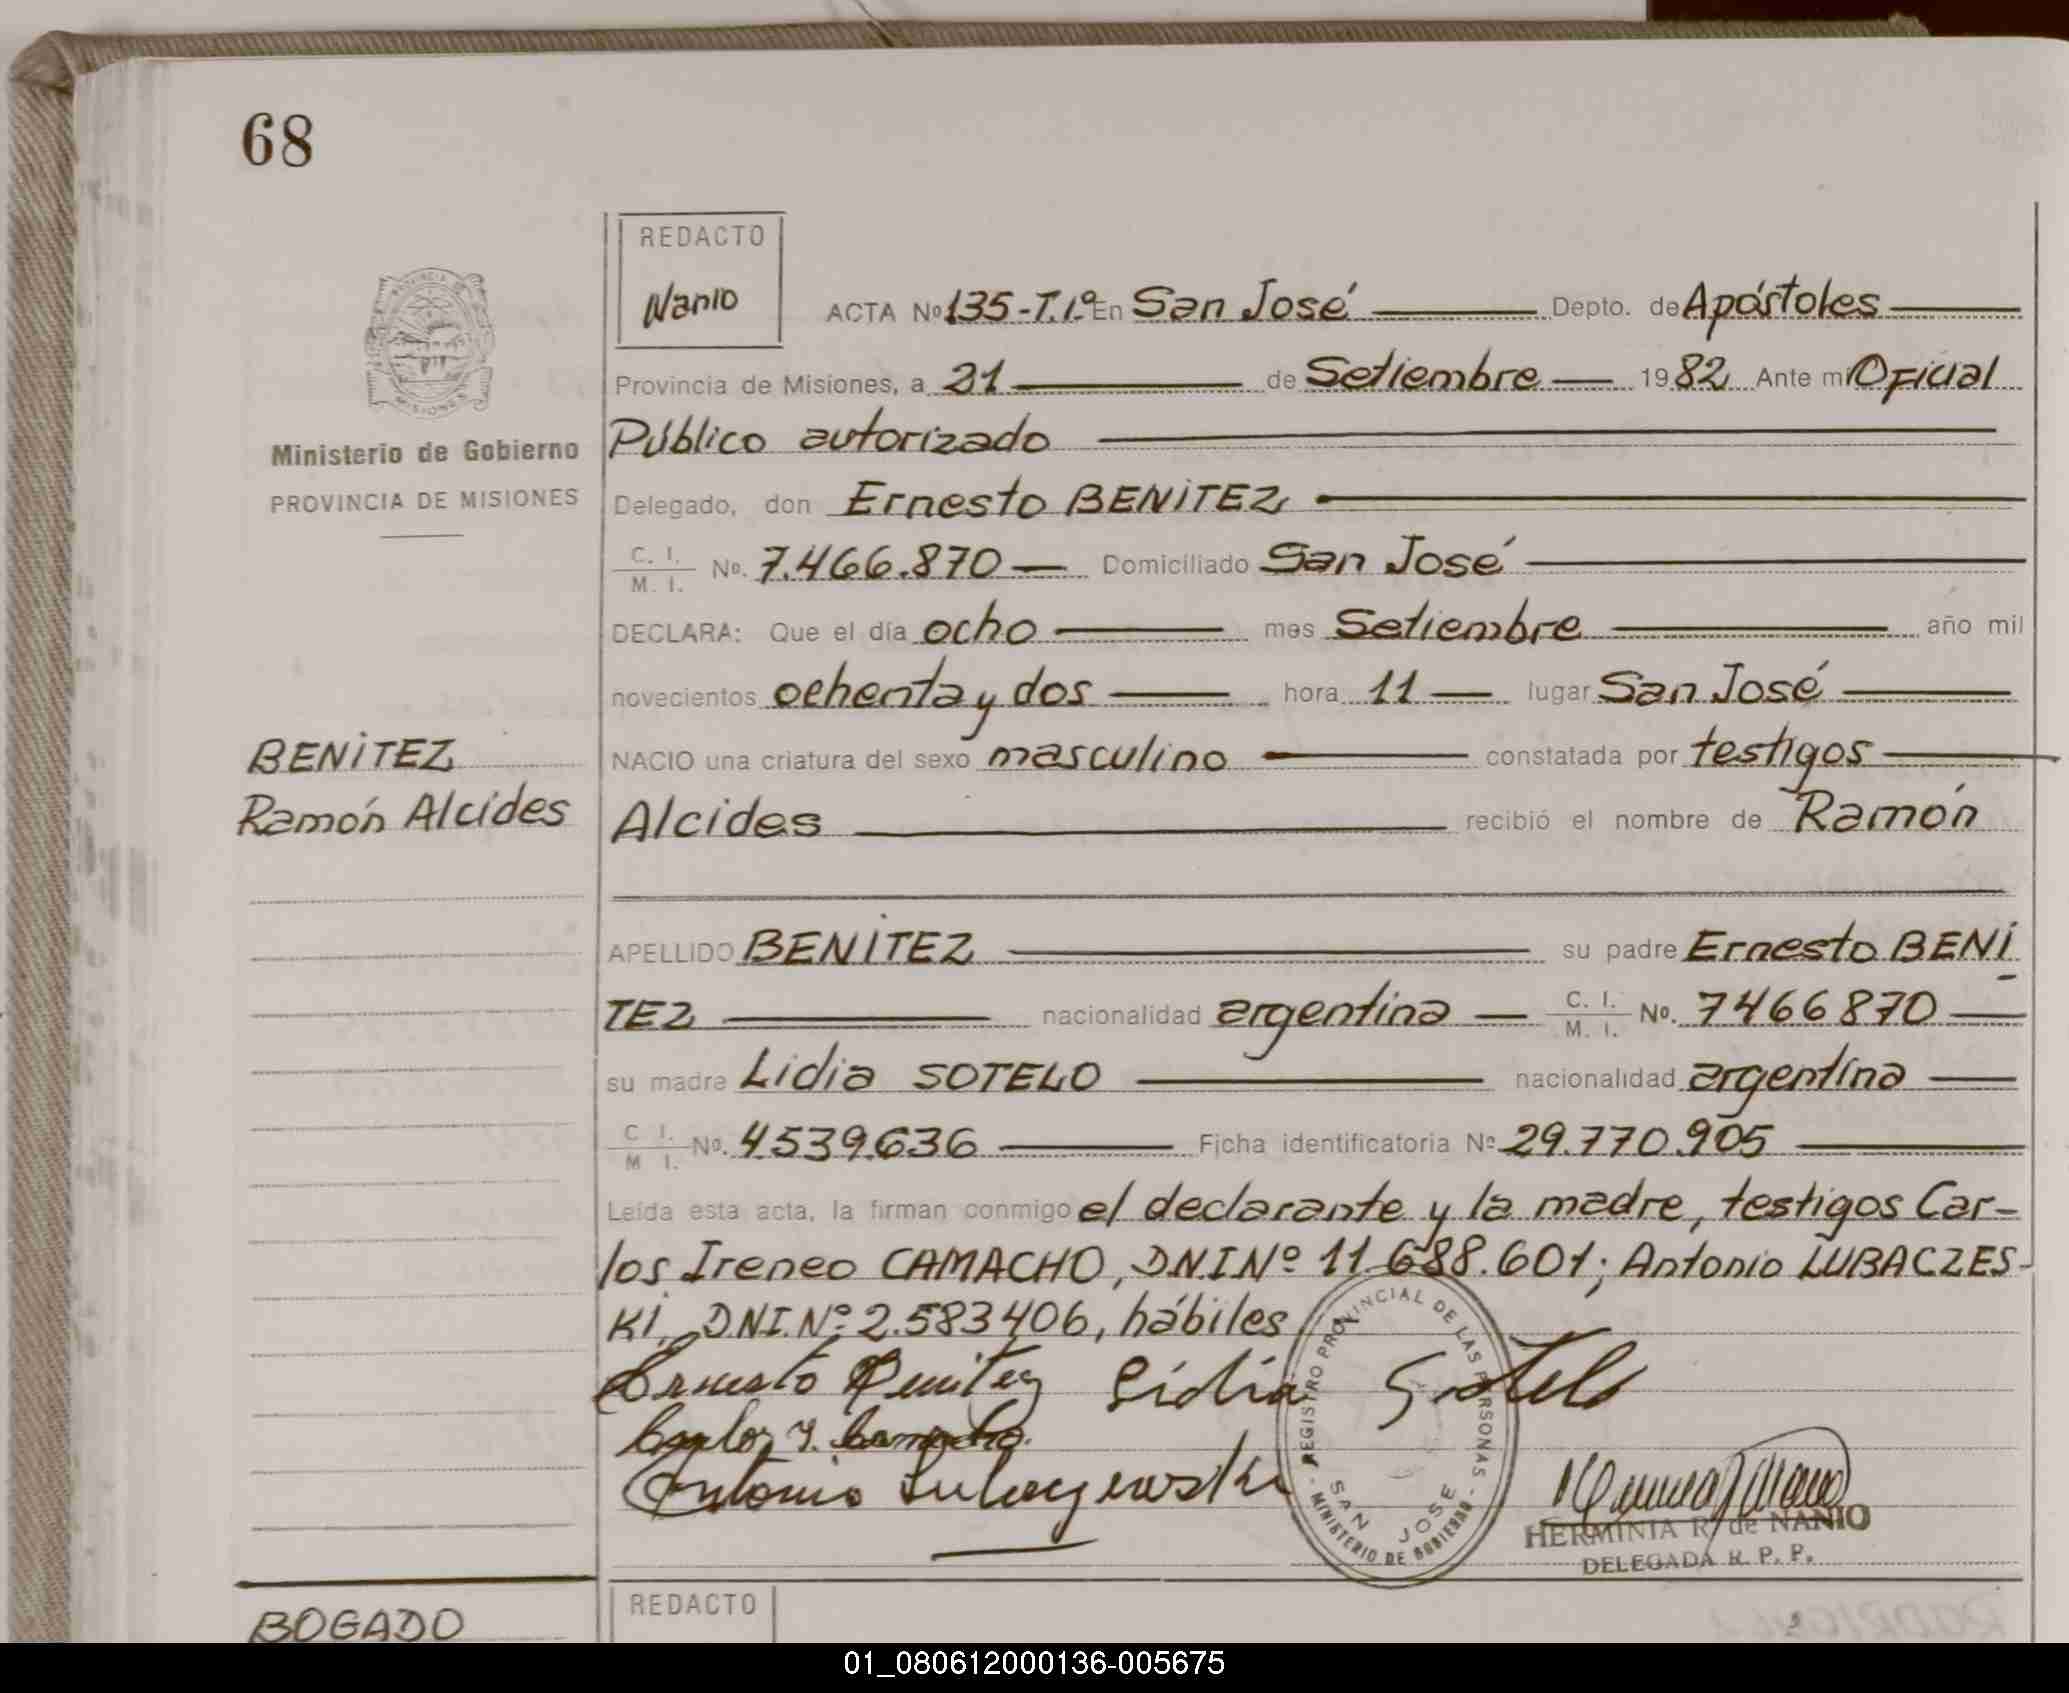 68
REDACTO
Nanio
ACTA Nº 135-T.1º En San José Depto. de Apóstoles
Provincia de Misiones, a 21 de Setiembre 1982 Ante mi Oficial
Público autorizado
Delegado, don Ernesto BENITEZ
C. I. / M. I. Nº. 7.466.870 Domiciliado San José
DECLARA: Que el día ocho mes Setiembre año mil
novecientos ochenta y dos hora 11 lugar San José
NACIO una criatura del sexo masculino constatada por testigos
Alcides recibió el nombre de Ramón
APELLIDO BENITEZ su padre Ernesto BENI
TEZ nacionalidad argentina C. I. / M. I. Nº. 7466870
su madre Lidia SOTELO nacionalidad argentina
C I. / M I. Nº. 4539636 Ficha identificatoria Nº 29.770.905
Leída esta acta, la firman conmigo el declarante y la madre, testigos Car-
los Ireneo CAMACHO, D.N.I Nº 11.688.601; Antonio LUBACZES-
KI, D.N.I. Nº 2.583406, hábiles
Ernesto Benitez Lidia Sotelo
Carlos I. Camacho
Antonio Lubaczewski
REGISTRO PROVINCIAL DE LAS PERSONAS
SAN JOSE
MINISTERIO DE GOBIERNO
HERMINIA R. de NANIO
DELEGADA R. P. P.
PROVINCIA
MISIONES
Ministerio de Gobierno
PROVINCIA DE MISIONES
BENITEZ
Ramón Alcides
BOGADO
REDACTO
01_080612000136-005675